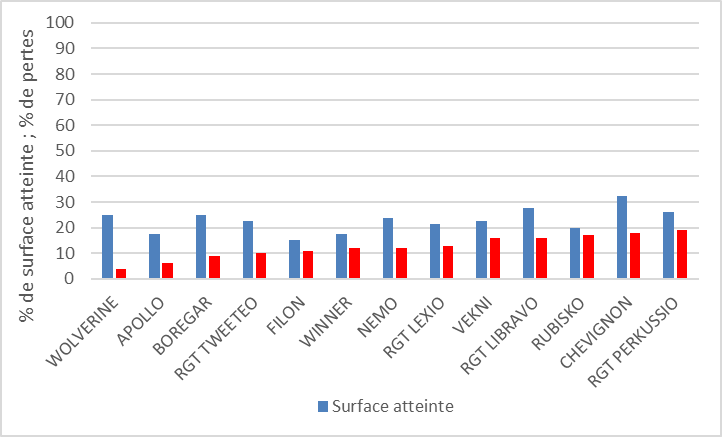 % de surface atteinte ; % de pertes
100
90
80
70
60
50
40
30
20
10
0
WOLVERINE
APOLLO
BOREGAR
RGT TWEETEO
FILON
WINNER
NEMO
RGT LEXIO
VEKNI
RGT LIBRAVO
RUBISKO
CHEVIGNON
RGT PERKUSSIO
Surface atteinte